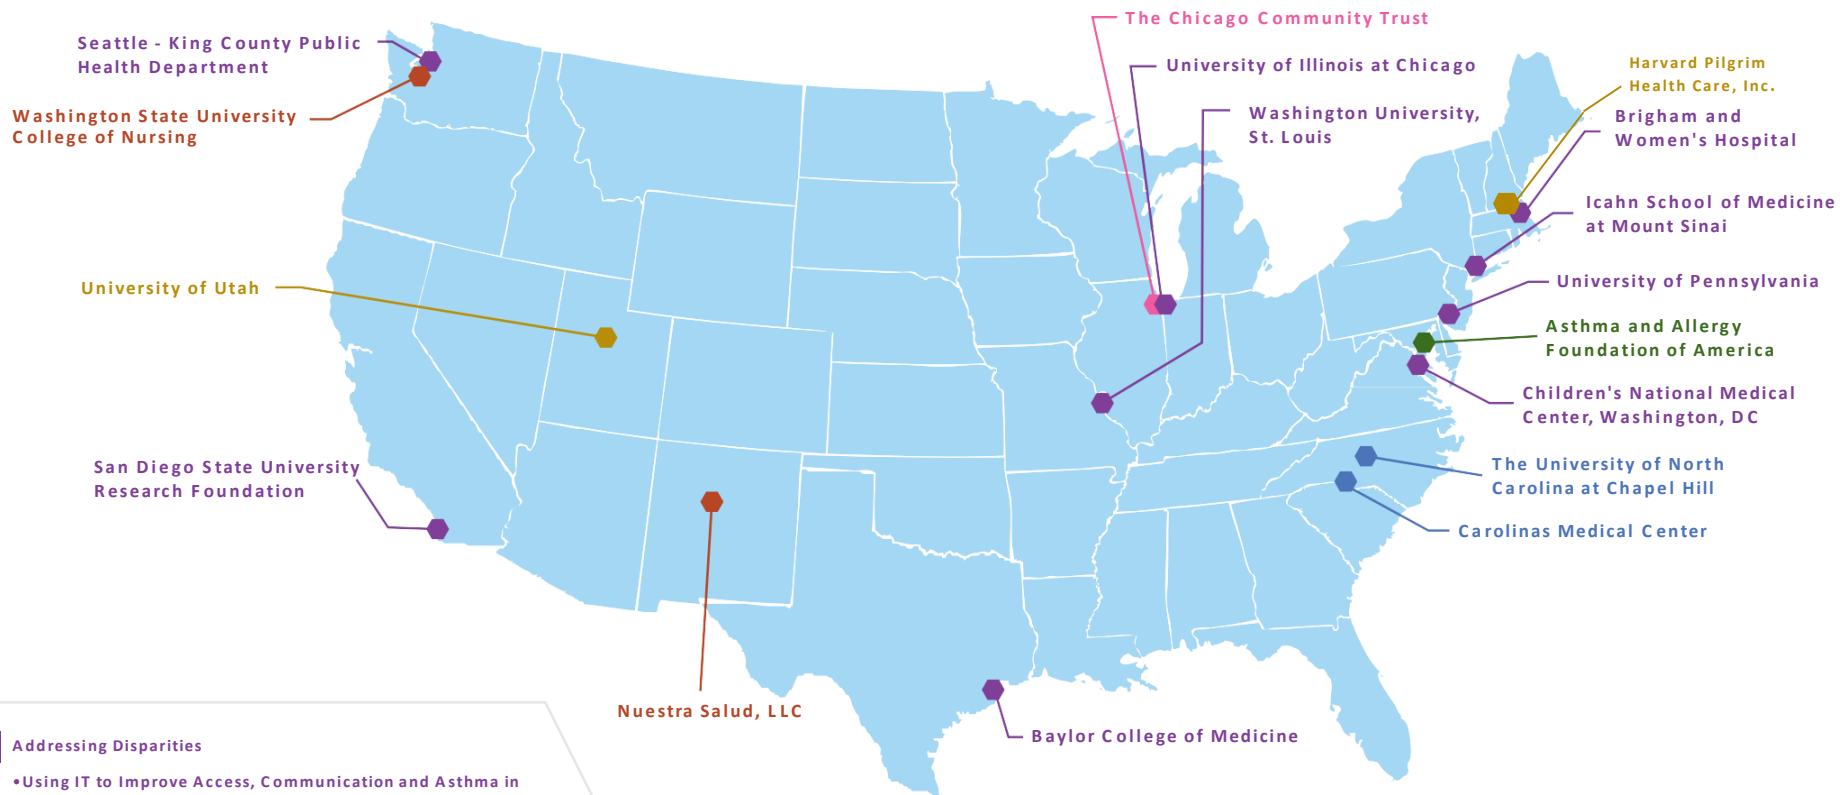 The Chicago Community Trust
Seattle - King County Public
Health Department
University of Illinois at Chicago
Harvard Pilgrim
Health Care, Inc.
Washington State University
College of Nursing
Washington University,
St. Louis
Brigham and
Women's Hospital
Icahn School of Medicine
at Mount Sinai
University of Utah
University of Pennsylvania
Asthma and Allergy
Foundation of America
Children's National Medical
Center, Washington, DC
San Diego State University
Research Foundation
The University of North
Carolina at Chapel Hill
Carolinas Medical Center
Nuestra Salud, LLC
Baylor College of Medicine
Addressing Disparities
•Using IT to Improve Access, Communication and Asthma in